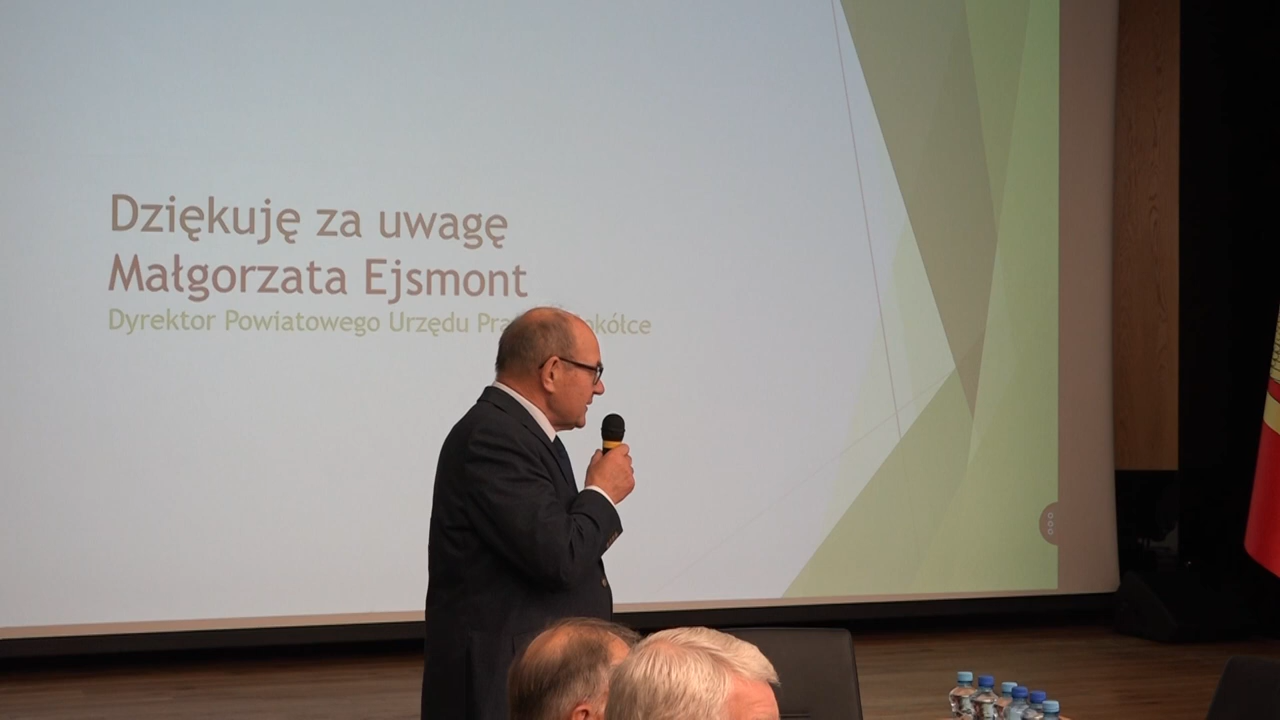 Dziękuję za uwagę
Małgorzata Ejsmont
Dyrektor Powiatowego Urzędu